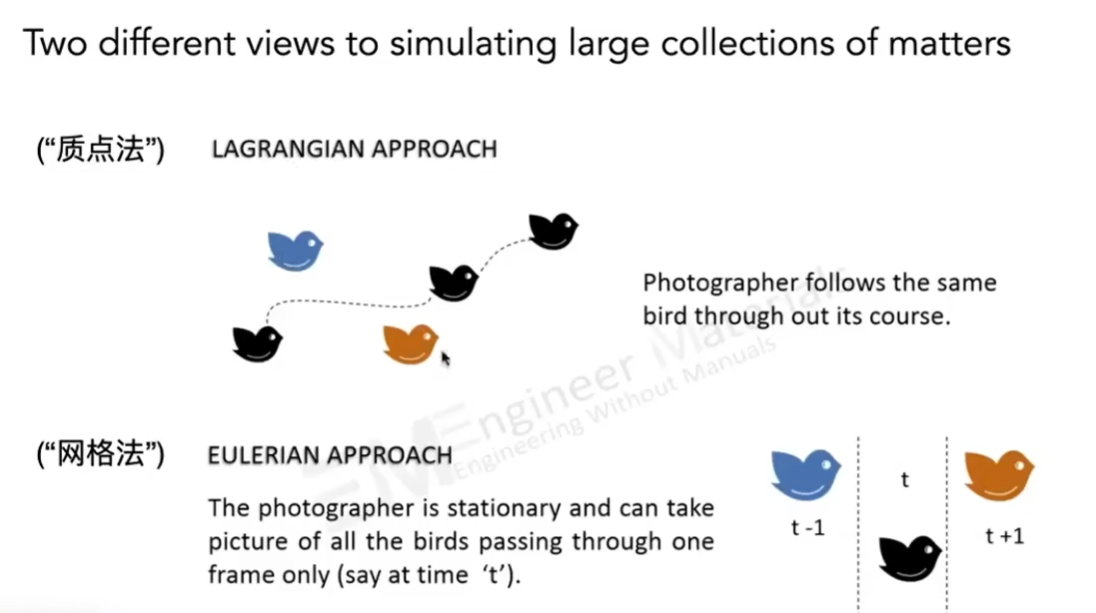 Two different views to simulating large collections of matters
(“质点法”) LAGRANGIAN APPROACH
Photographer follows the same
bird through out its course.
Engineer Material
Engineering Without Manuals
(“网格法”) EULERIAN APPROACH
The photographer is stationary and can take
picture of all the birds passing through one
frame only (say at time ‘t’).
t
t -1
t +1